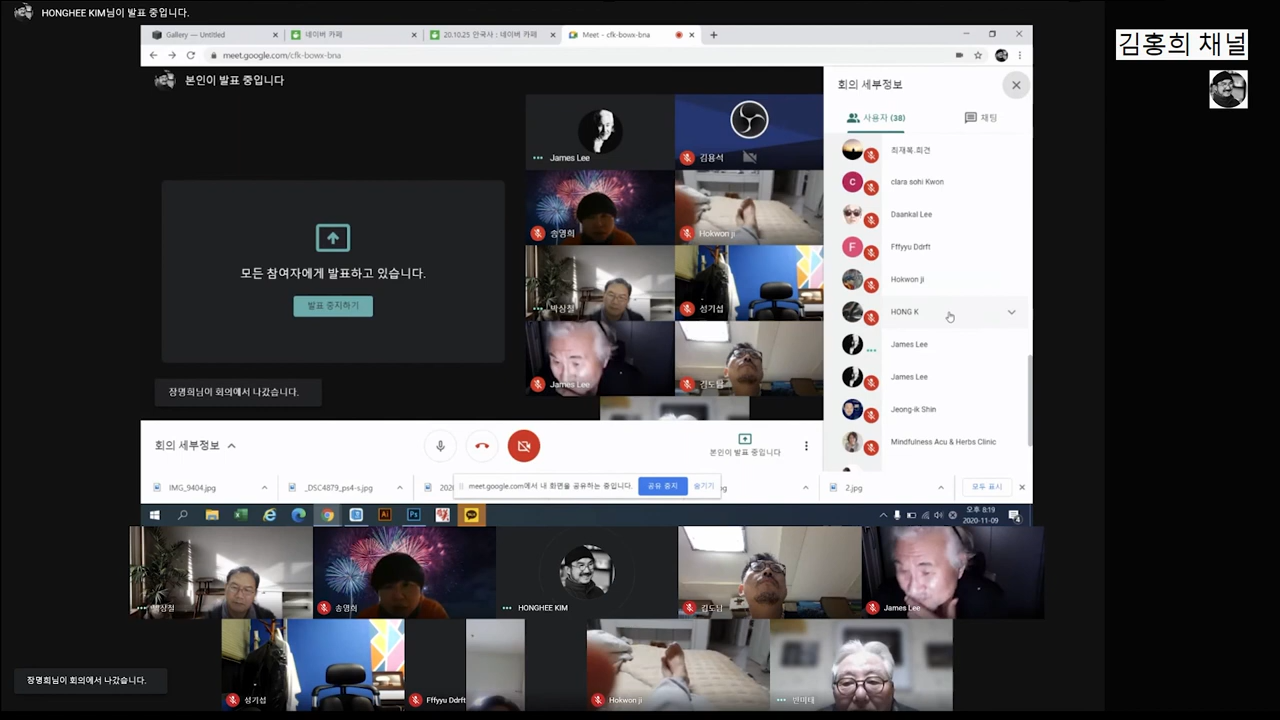 HONGHEE KIM님이 발표 중입니다.
김홍희 채널
Gallery — Untitled
네이버 카페
20.10.25 안국사 : 네이버 카페
Meet - cfk-bowx-bna
meet.google.com/cfk-bowx-bna
본인이 발표 중입니다
회의 세부정보
사용자 (38)
채팅
모든 참여자에게 발표하고 있습니다.
발표 중지하기
장명희님이 회의에서 나갔습니다.
James Lee
김용석
송영희
Hokwon ji
박상철
성기섭
James Lee
김도남
최재복.희견
clara sohi Kwon
Daankal Lee
Fffyyu Ddrft
Hokwon ji
HONG K
James Lee
James Lee
Jeong-ik Shin
Mindfulness Acu & Herbs Clinic
회의 세부정보
본인이 발표 중입니다
IMG_9404.jpg
_DSC4879_ps4-s.jpg
meet.google.com에서 내 화면을 공유하는 중입니다.
공유 중지
숨기기
2.jpg
모두 표시
오후 8:19
2020-11-09
박상철
송영희
HONGHEE KIM
김도남
James Lee
성기섭
Fffyyu Ddrft
Hokwon ji
장명희님이 회의에서 나갔습니다.